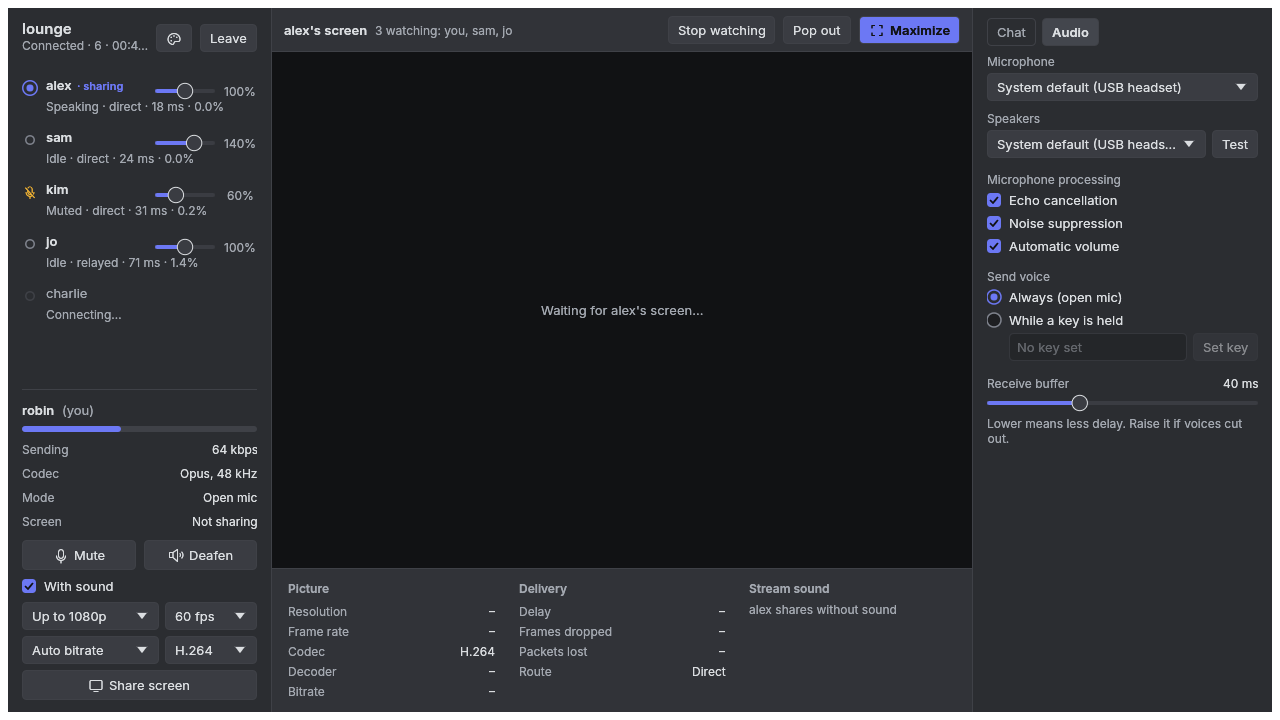 lounge
Connected · 6 · 00:4...
Leave
alex · sharing
100%
Speaking · direct · 18 ms · 0.0%
sam
140%
Idle · direct · 24 ms · 0.0%
kim
60%
Muted · direct · 31 ms · 0.2%
jo
100%
Idle · relayed · 71 ms · 1.4%
charlie
Connecting...
robin (you)
Sending 64 kbps
Codec Opus, 48 kHz
Mode Open mic
Screen Not sharing
Mute
Deafen
With sound
Up to 1080p
60 fps
Auto bitrate
H.264
Share screen
alex's screen 3 watching: you, sam, jo
Stop watching
Pop out
Maximize
Waiting for alex's screen...
Picture
Resolution –
Frame rate –
Codec H.264
Decoder –
Bitrate –
Delivery
Delay –
Frames dropped –
Packets lost –
Route Direct
Stream sound
alex shares without sound
Chat
Audio
Microphone
System default (USB headset)
Speakers
System default (USB heads...
Test
Microphone processing
Echo cancellation
Noise suppression
Automatic volume
Send voice
Always (open mic)
While a key is held
No key set
Set key
Receive buffer 40 ms
Lower means less delay. Raise it if voices cut
out.